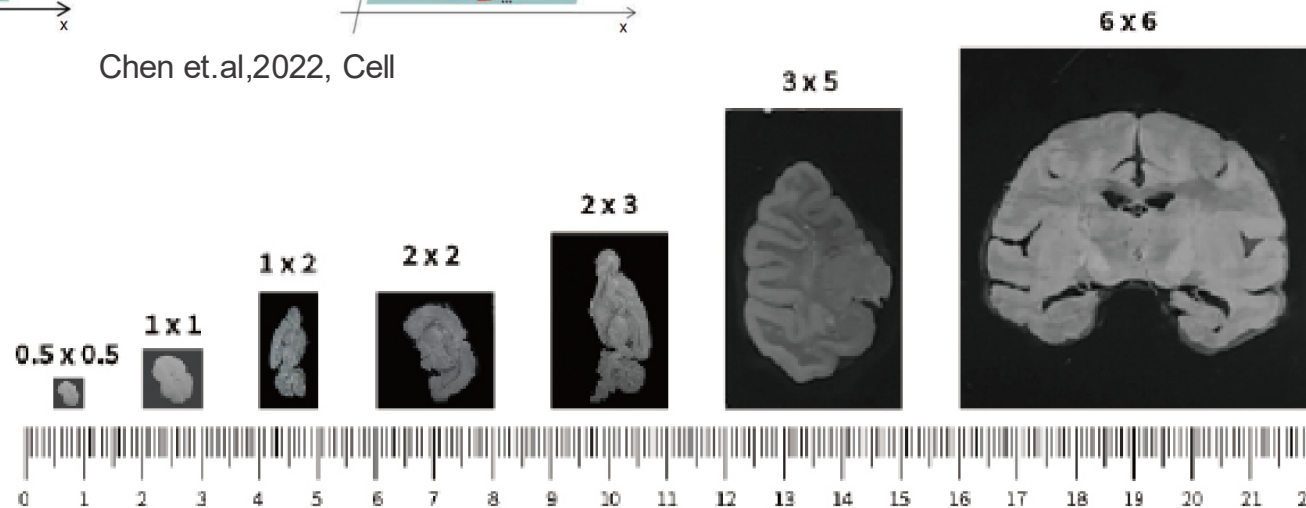 x
...
x
Chen et.al,2022, Cell
6 x 6
3 x 5
2 x 3
2 x 2
1 x 2
1 x 1
0.5 x 0.5
0 1 2 3 4 5 6 7 8 9 10 11 12 13 14 15 16 17 18 19 20 21 2